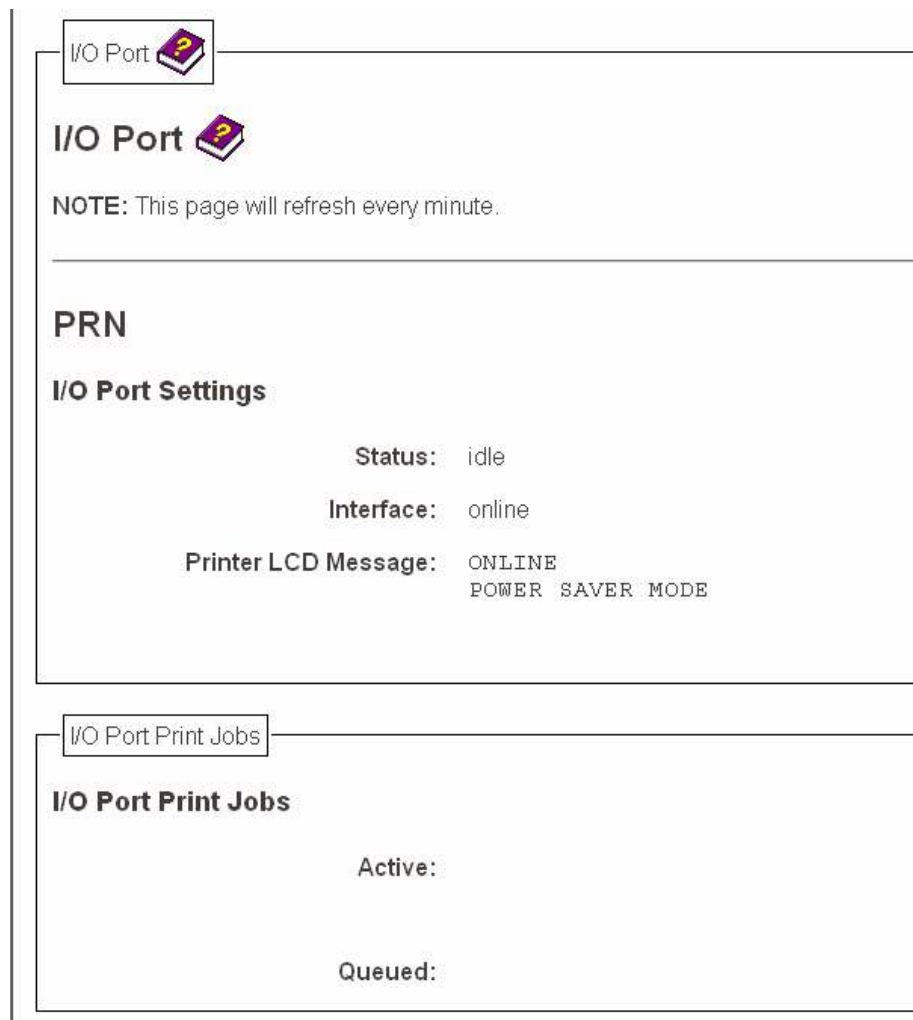 I/O Port
I/O Port
NOTE: This page will refresh every minute.
PRN
I/O Port Settings
Status: idle
Interface: online
Printer LCD Message: ONLINE
POWER SAVER MODE
I/O Port Print Jobs
I/O Port Print Jobs
Active:
Queued: